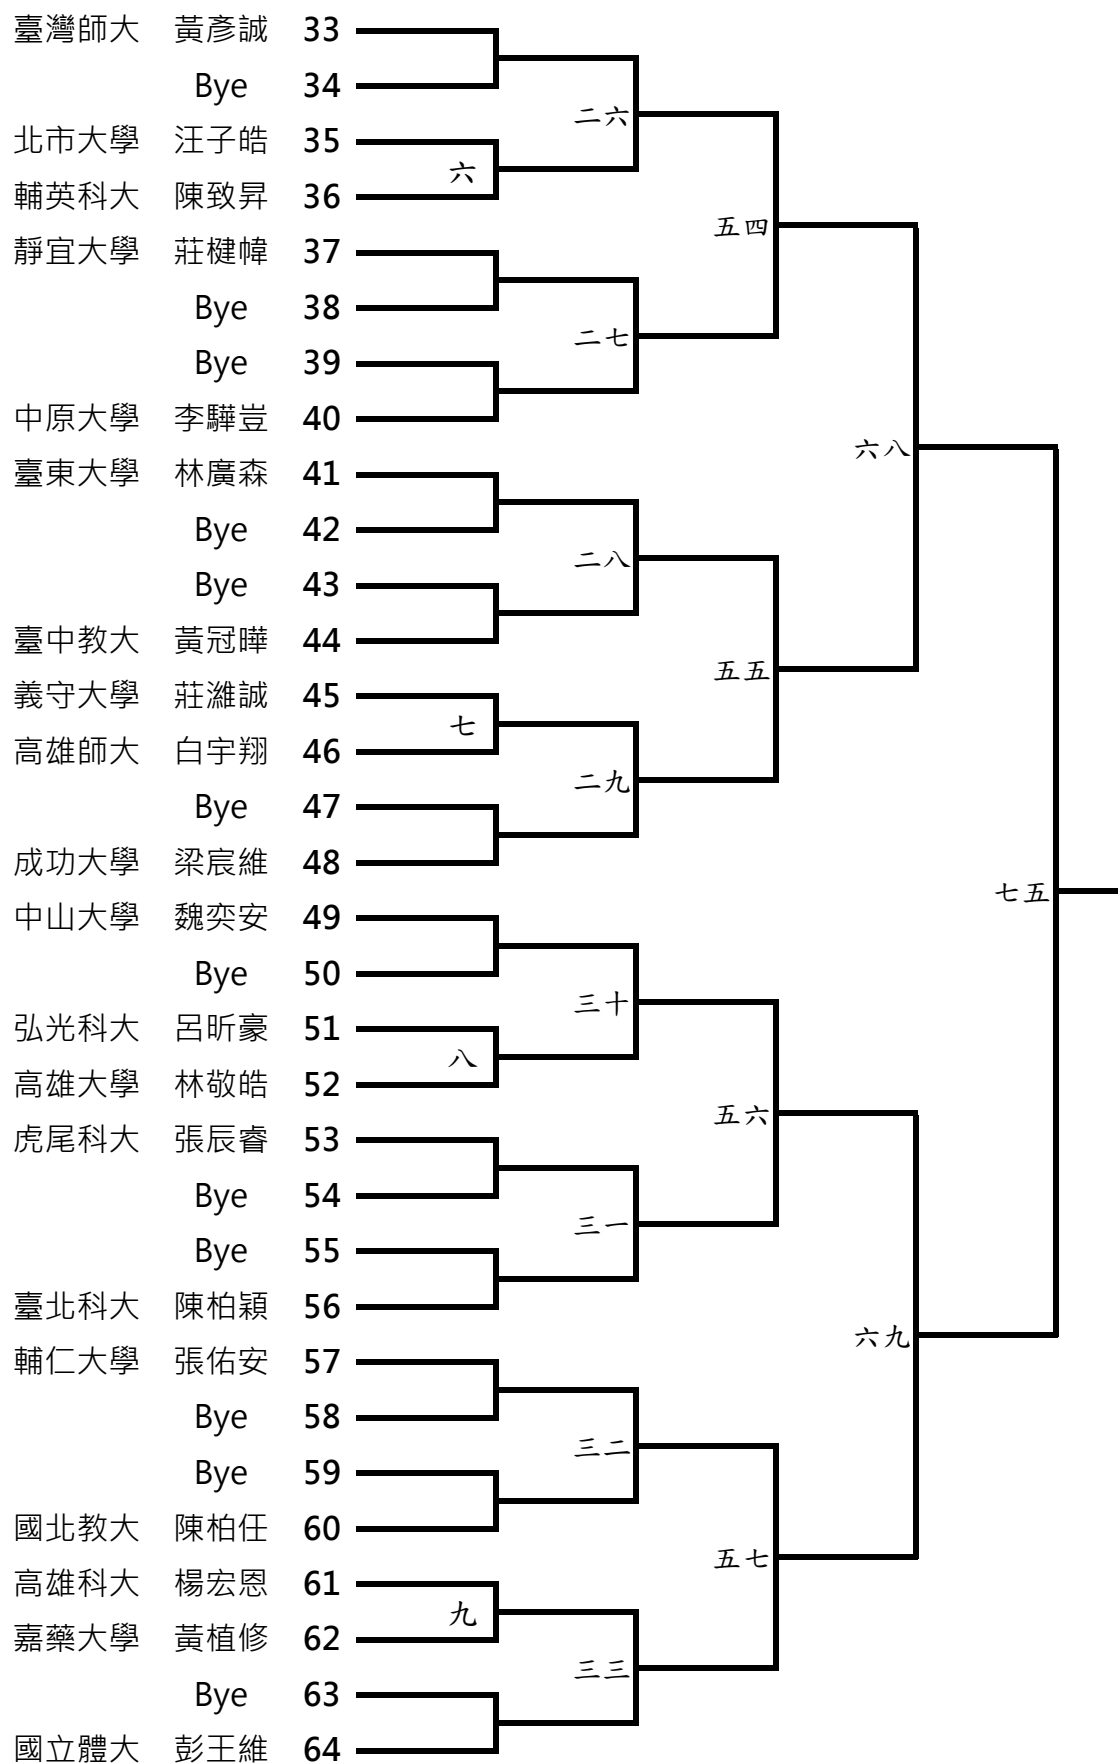 臺灣師大 黃彥誠 33
Bye 34
二六
北市大學 汪子皓 35
六
輔英科大 陳致昇 36
五四
靜宜大學 莊楗幃 37
Bye 38
二七
Bye 39
中原大學 李驊豈 40
六八
臺東大學 林廣森 41
Bye 42
二八
Bye 43
臺中教大 黃冠曄 44
五五
義守大學 莊濰誠 45
七
高雄師大 白宇翔 46
二九
Bye 47
成功大學 梁宸維 48
七五
中山大學 魏奕安 49
Bye 50
三十
弘光科大 呂昕豪 51
八
高雄大學 林敬皓 52
五六
虎尾科大 張辰睿 53
Bye 54
三一
Bye 55
臺北科大 陳柏穎 56
六九
輔仁大學 張佑安 57
Bye 58
三二
Bye 59
國北教大 陳柏任 60
五七
高雄科大 楊宏恩 61
九
嘉藥大學 黃植修 62
三三
Bye 63
國立體大 彭王維 64